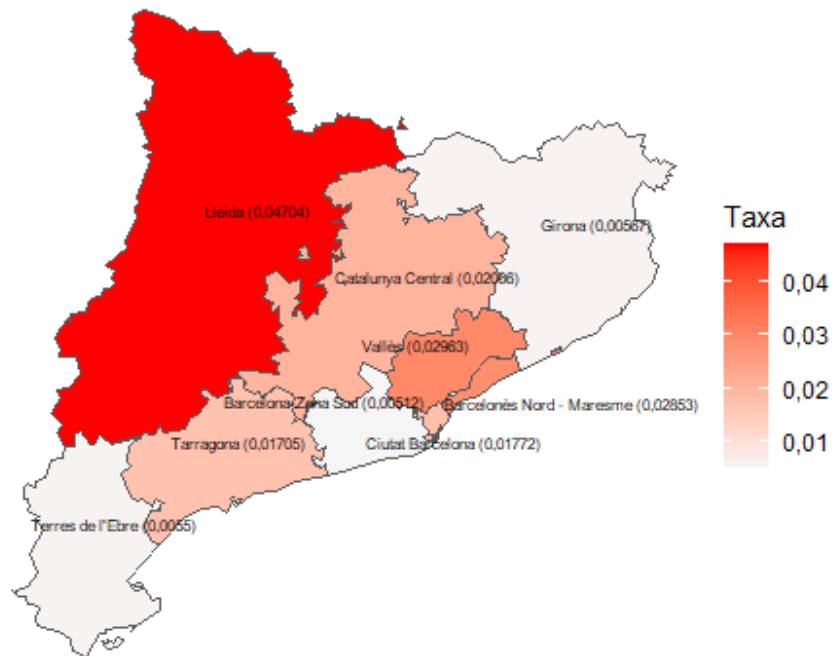 Lleida (0,04704)
Taxa
Girona (0,00567)
0,04
Catalunya Central (0,02066)
0,03
Vallès (0,02963)
0,02
Barcelona Zona Sud (0,00512)
Barcelonès Nord - Maresme (0,02853)
Tarragona (0,01705)
Ciutat Barcelona (0,01772)
0,01
Terres de l"Ebre (0,0055)